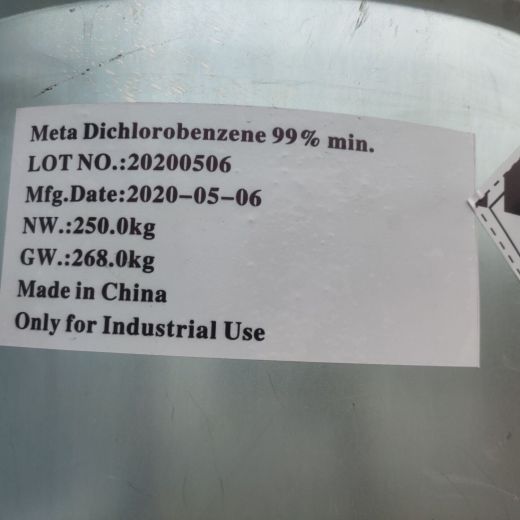 Meta Dichlorobenzene 99% min.
LOT NO.:20200506
Mfg.Date:2020-05-06
NW.:250.0kg
GW.:268.0kg
Made in China
Only for Industrial Use